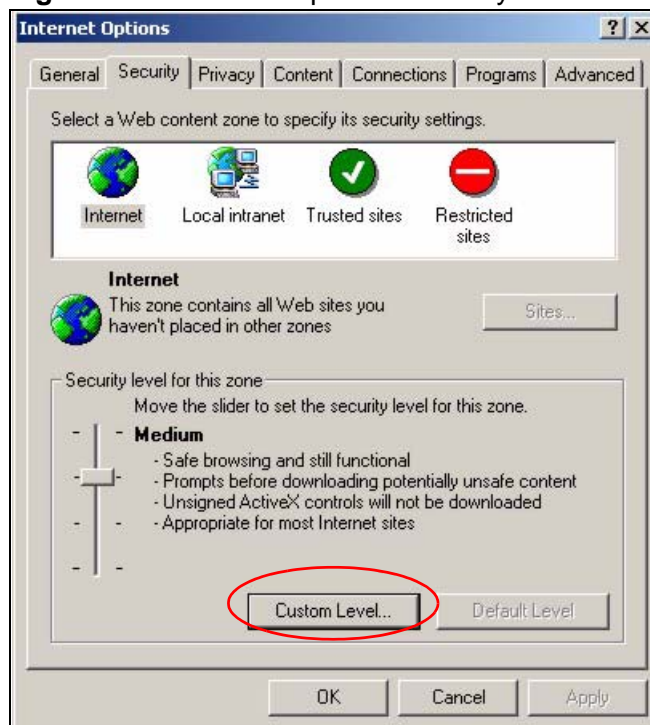 Internet Options
General Security Privacy Content Connections Programs Advanced
Select a Web content zone to specify its security settings.
Internet Local intranet Trusted sites Restricted sites
Internet
This zone contains all Web sites you
haven't placed in other zones
Sites...
Security level for this zone
Move the slider to set the security level for this zone.
Medium
- Safe browsing and still functional
- Prompts before downloading potentially unsafe content
- Unsigned ActiveX controls will not be downloaded
- Appropriate for most Internet sites
Custom Level... Default Level
OK Cancel Apply